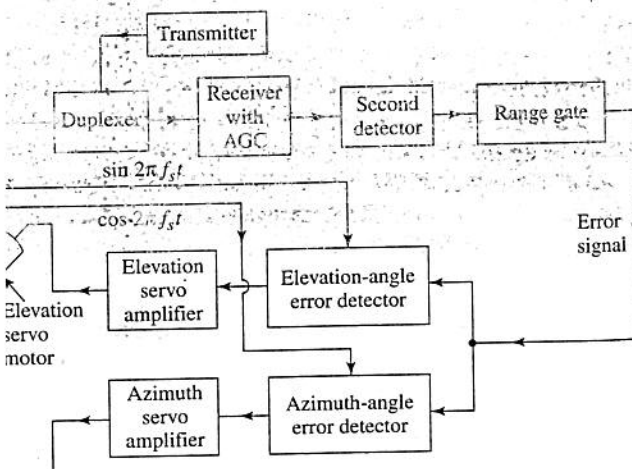 Transmitter
Duplexer
Receiver
with
AGC
Second
detector
Range gate
sin 2π fₛt
cos 2π fₛt
Error
signal
Elevation
servo
amplifier
Elevation-angle
error detector
Elevation
servo
motor
Azimuth
servo
amplifier
Azimuth-angle
error detector